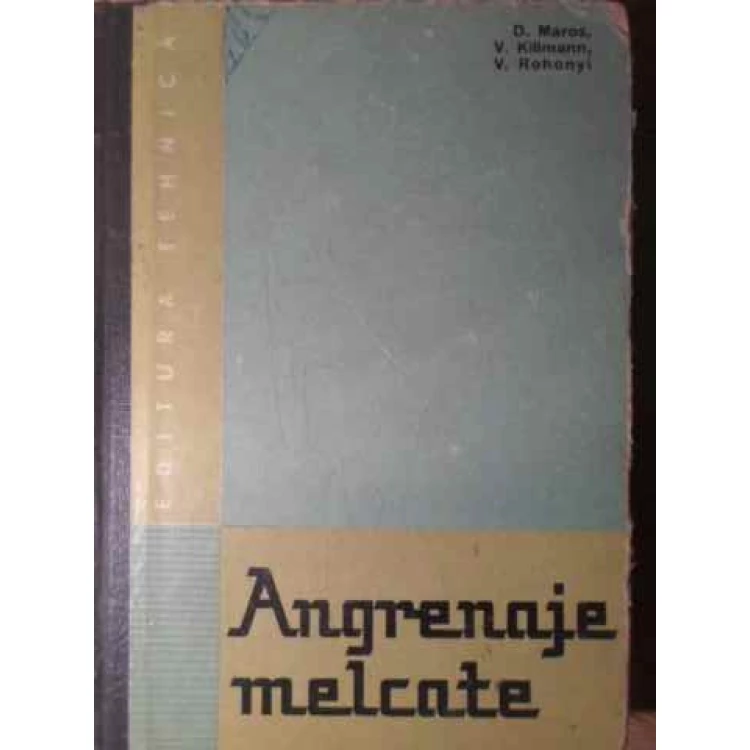 D. Maros,
V. Killmann,
V. Rohonyi
EDITURA TEHNICĂ
Angrenaje
melcate